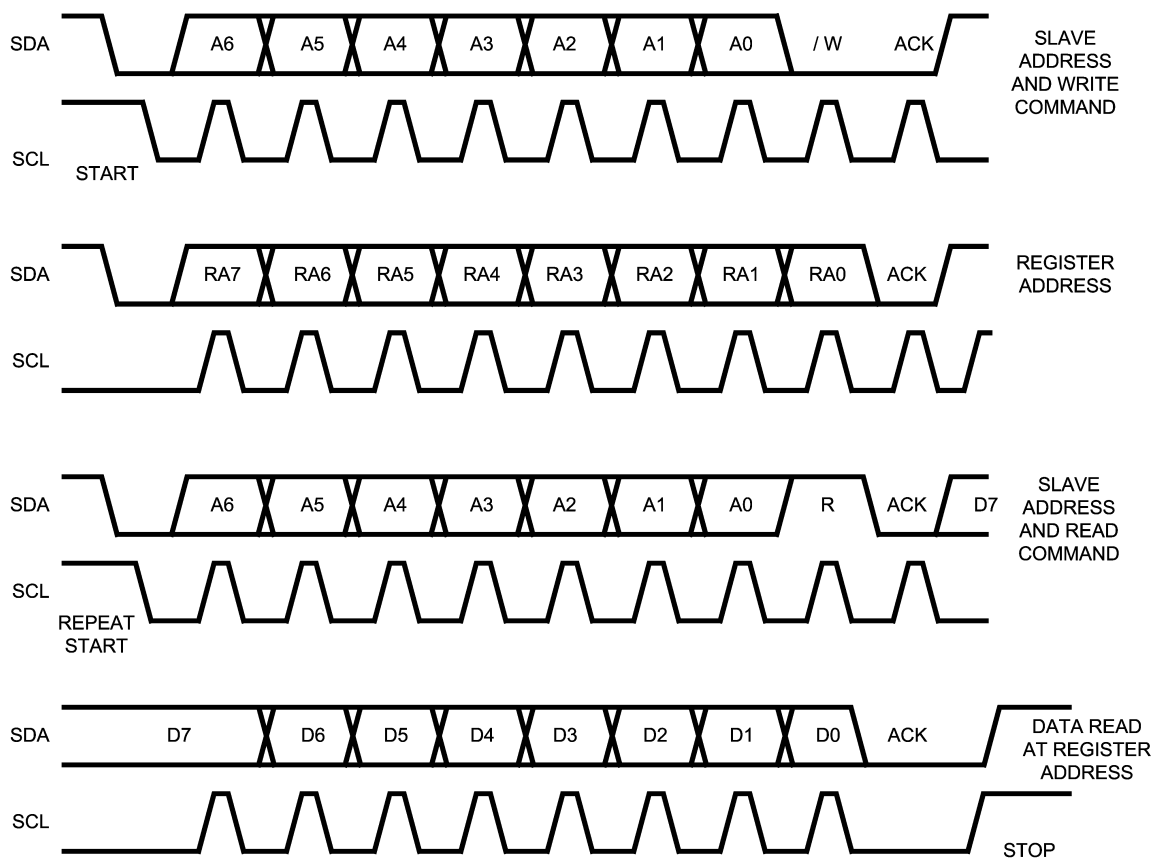 SDA A6 A5 A4 A3 A2 A1 A0 / W ACK
SLAVE
ADDRESS
AND WRITE
COMMAND
SCL
START
SDA RA7 RA6 RA5 RA4 RA3 RA2 RA1 RA0 ACK
REGISTER
ADDRESS
SCL
SDA A6 A5 A4 A3 A2 A1 A0 R ACK D7
SLAVE
ADDRESS
AND READ
COMMAND
SCL
REPEAT
START
SDA D7 D6 D5 D4 D3 D2 D1 D0 ACK
DATA READ
AT REGISTER
ADDRESS
SCL
STOP